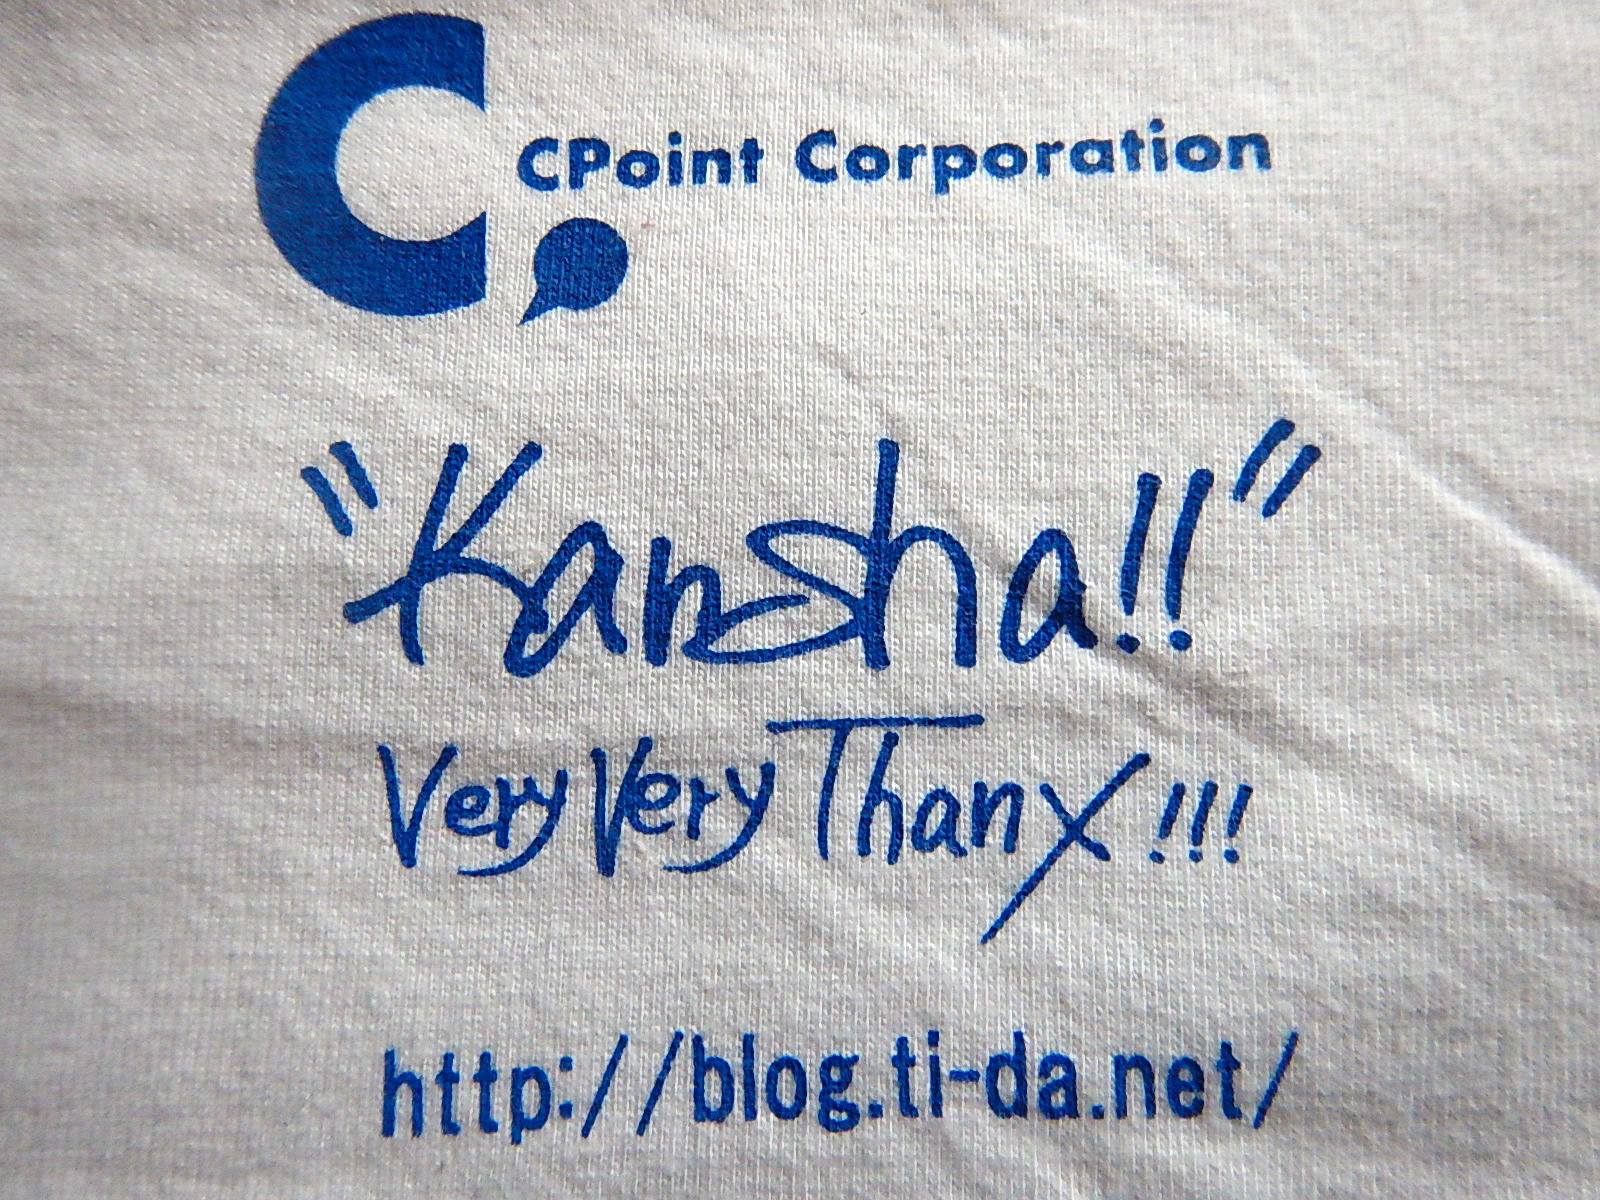 CPoint Corporation
"Kansha!!"
Very Very Thanx!!!
http://blog.ti-da.net/